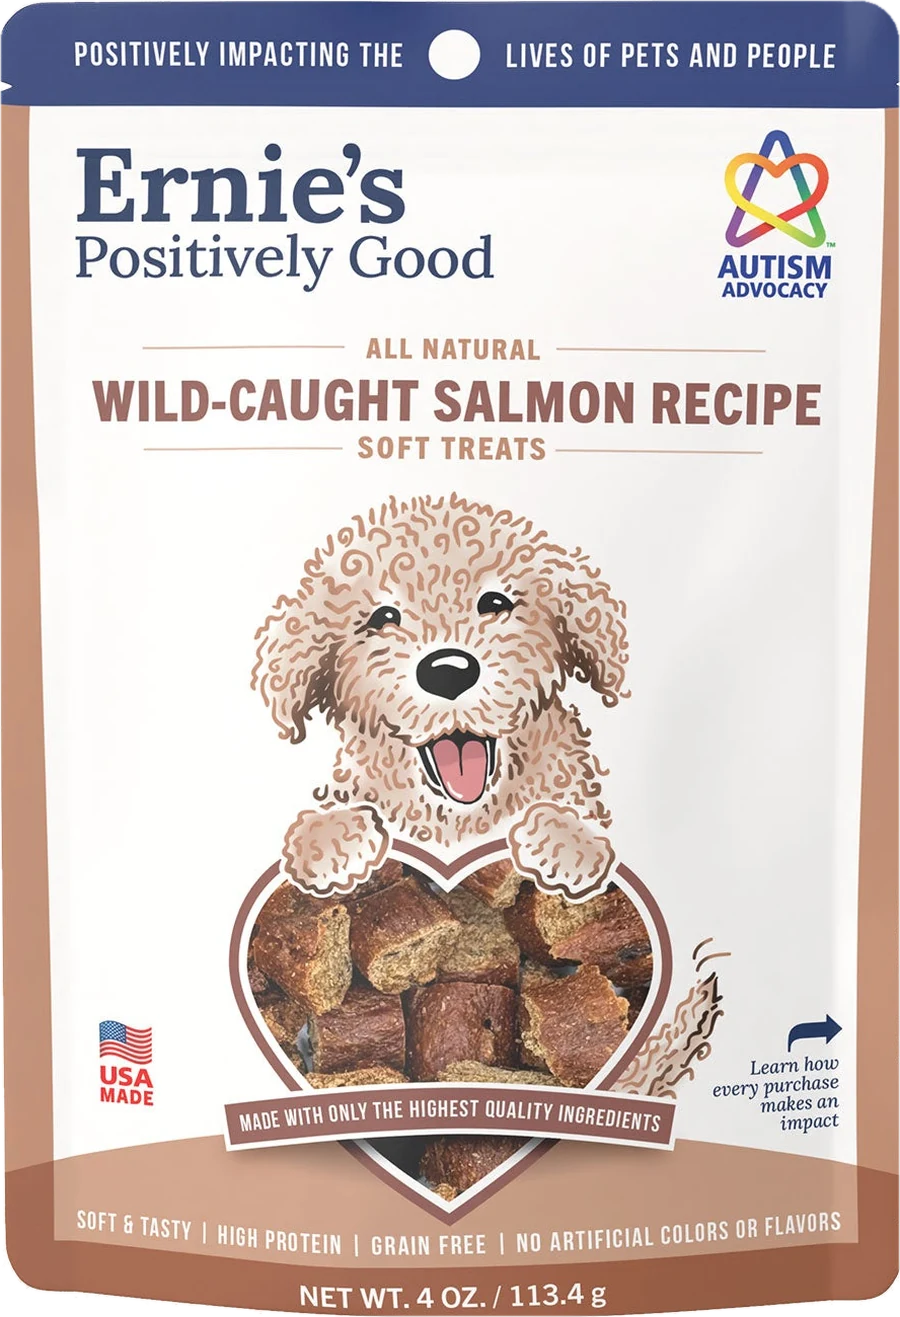 POSITIVELY IMPACTING THE LIVES OF PETS AND PEOPLE
Ernie's
Positively Good
™
AUTISM
ADVOCACY
ALL NATURAL
WILD-CAUGHT SALMON RECIPE
SOFT TREATS
USA
MADE
Learn how
every purchase
makes an
impact
MADE WITH ONLY THE HIGHEST QUALITY INGREDIENTS
SOFT & TASTY | HIGH PROTEIN | GRAIN FREE | NO ARTIFICIAL COLORS OR FLAVORS
NET WT. 4 OZ. / 113.4 g